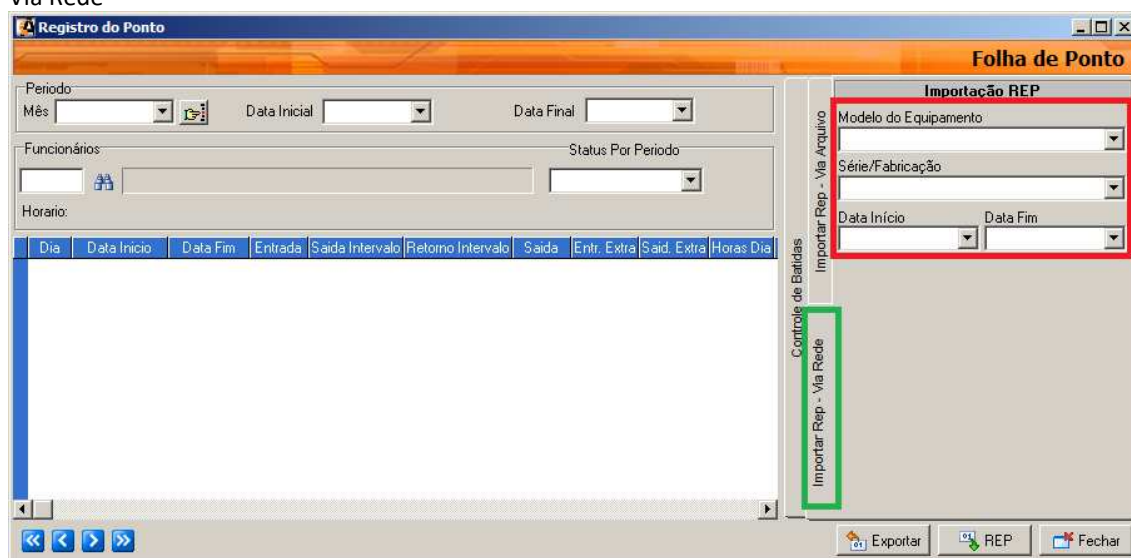 Via Rede
Registro do Ponto
Folha de Ponto
Periodo
Mês
Data Inicial
Data Final
Funcionários
Status Por Periodo
Horario:
Dia Data Inicio Data Fim Entrada Saida Intervalo Retorno Intervalo Saida Entr. Extra Said. Extra Horas Dia
Controle de Batidas
Importar Rep - Via Arquivo
Importar Rep - Via Rede
Importação REP
Modelo do Equipamento
Série/Fabricação
Data Início Data Fim
Exportar REP Fechar